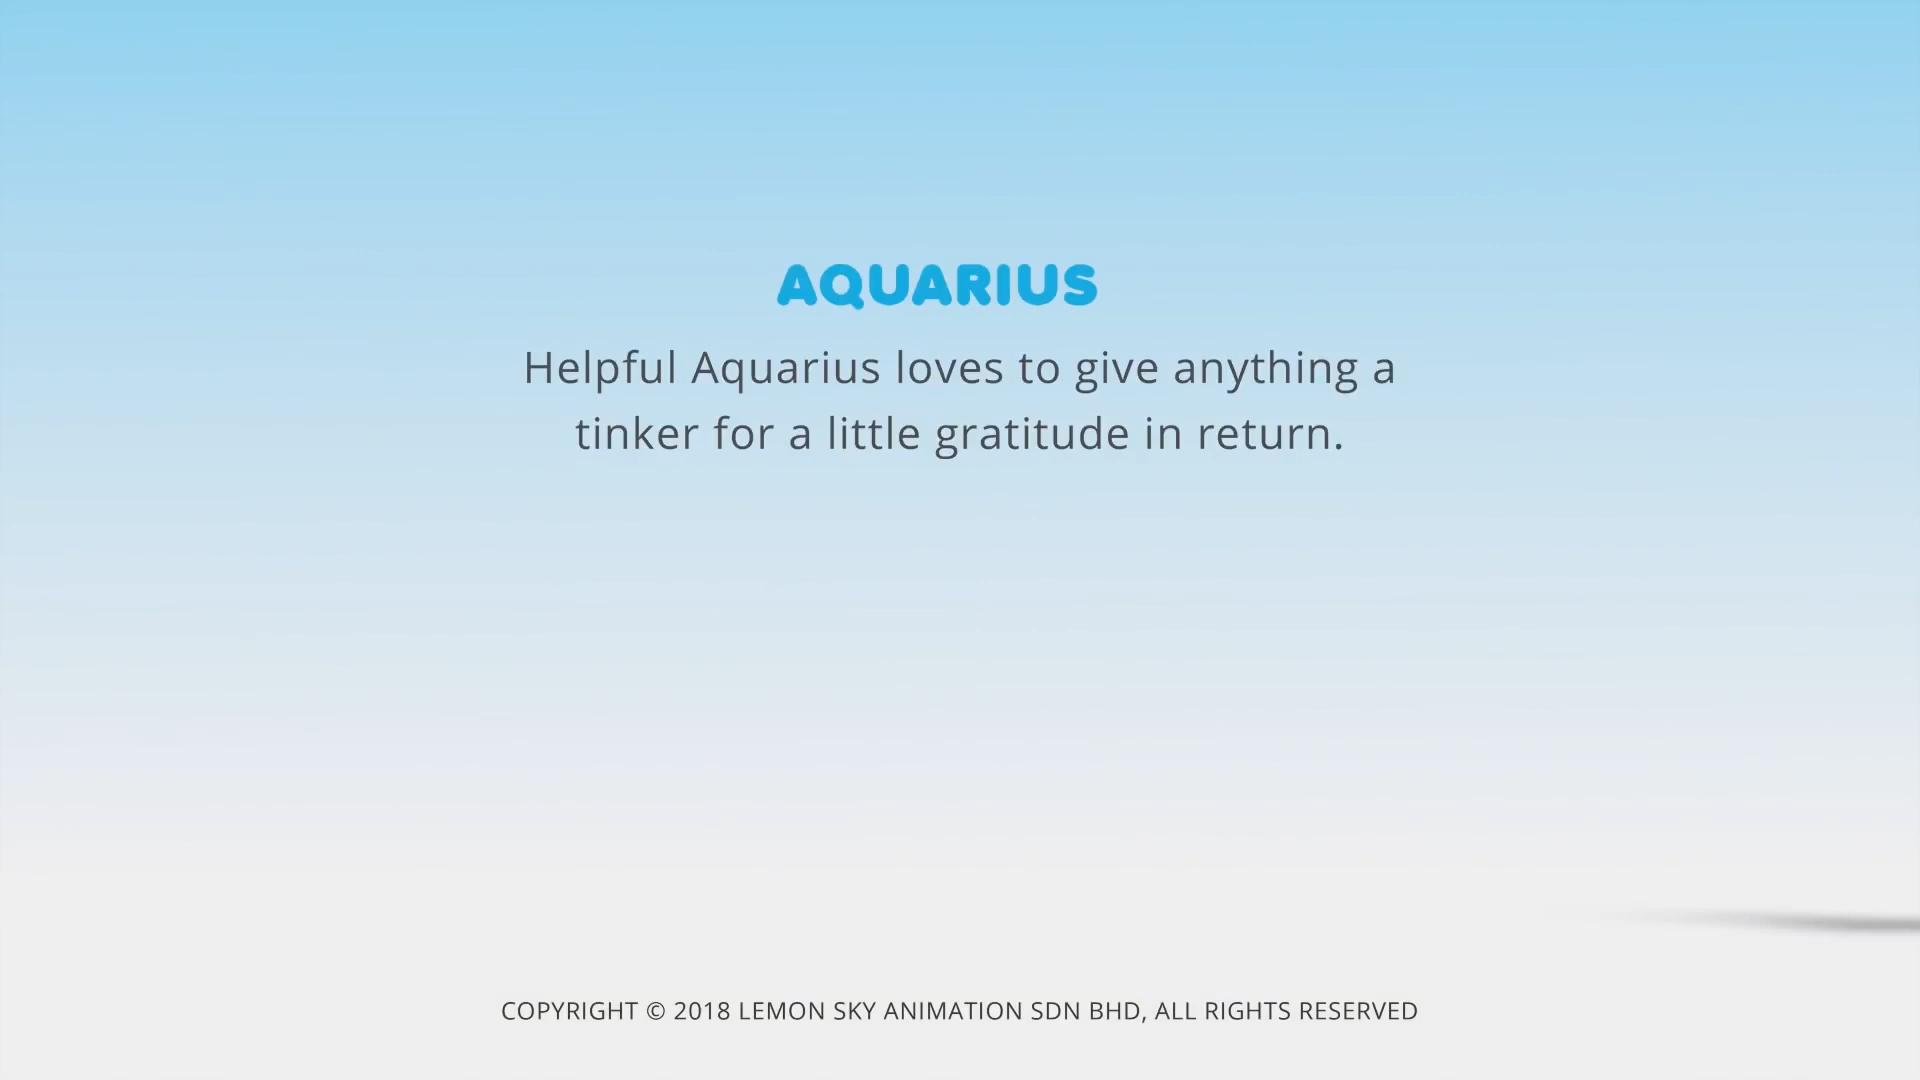 AQUARIUS
Helpful Aquarius loves to give anything a
tinker for a little gratitude in return.
COPYRIGHT © 2018 LEMON SKY ANIMATION SDN BHD, ALL RIGHTS RESERVED